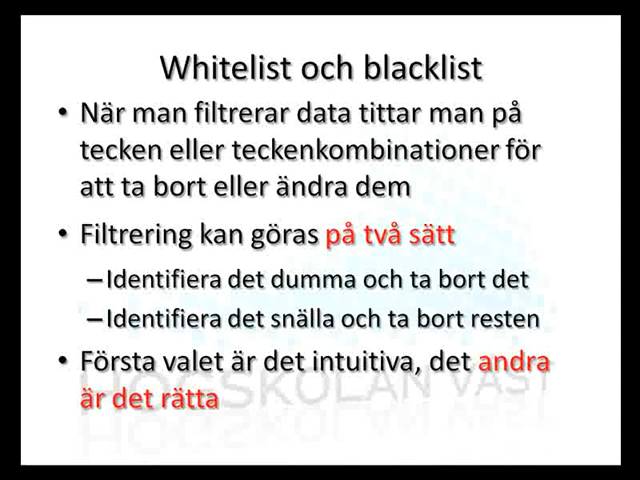 Whitelist och blacklist
• När man filtrerar data tittar man på
tecken eller teckenkombinationer för
att ta bort eller ändra dem
• Filtrering kan göras på två sätt
–Identifiera det dumma och ta bort det
–Identifiera det snälla och ta bort resten
• Första valet är det intuitiva, det andra
är det rätta
HÖGSKOLAN VÄST